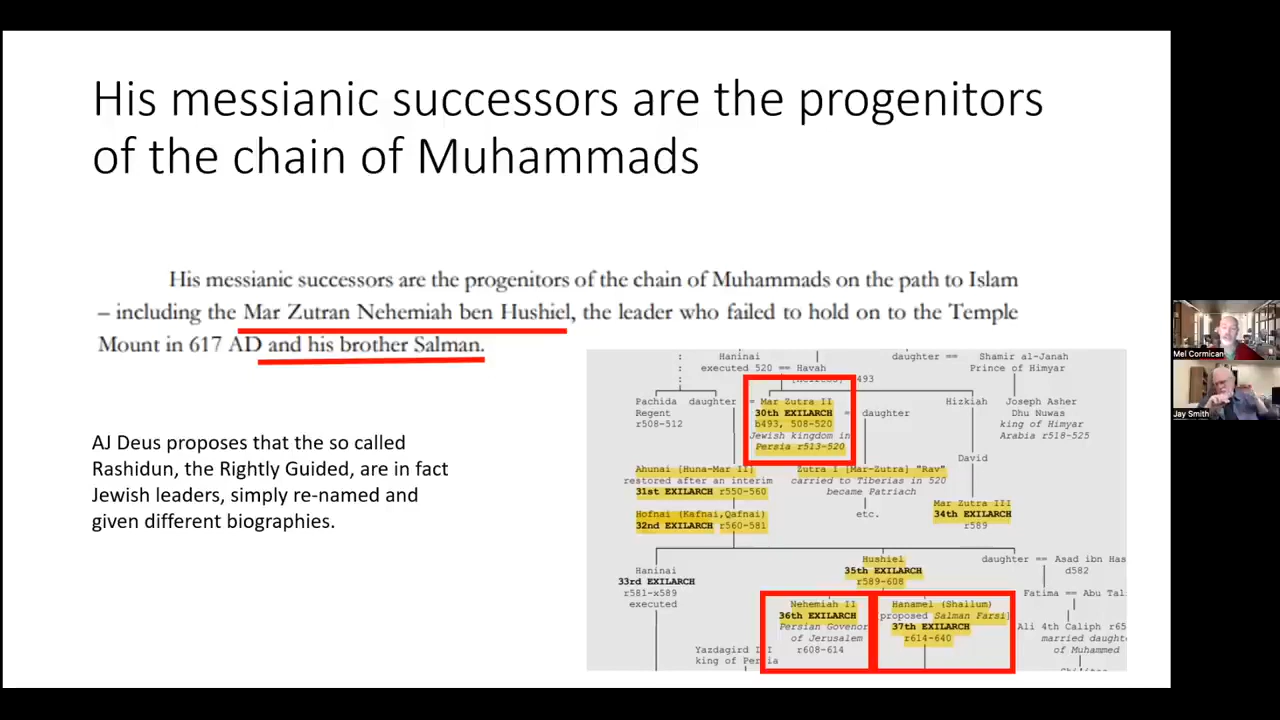 His messianic successors are the progenitors
of the chain of Muhammads
His messianic successors are the progenitors of the chain of Muhammads on the path to Islam
– including the Mar Zutran Nehemiah ben Hushiel, the leader who failed to hold on to the Temple
Mount in 617 AD and his brother Salman.
AJ Deus proposes that the so called
Rashidun, the Rightly Guided, are in fact
Jewish leaders, simply re-named and
given different biographies.
: Haninai daughter == Shamir al-Janah
: executed 520 == Havah Prince of Himyar
: 493
Pachida daughter = Mar Zutra II Hizkiah Joseph Asher
Regent 30th EXILARCH = daughter Dhu Nuwas
r508-512 b493, 508-520 king of Himyar
Jewish kingdom in Arabia r518-525
Persia r513-520
David
Ahunai [Huna-Mar II] Zutra I [Mar-Zutra] "Rav"
restored after an interim carried to Tiberias in 520
31st EXILARCH r550-560 became Patriach
Mar Zutra III
Hofnai (Kafnai,Qafnai) etc. 34th EXILARCH
32nd EXILARCH r560-581 r589
Hushiel daughter == Asad ibn Has
Haninai 35th EXILARCH d582
33rd EXILARCH r589-608
r581-x589 Fatima == Abu Tal
executed Nehemiah II Hanamel (Shallum)
36th EXILARCH proposed Salman Farsi]
Persian Govenor 37th EXILARCH Ali 4th Caliph r65
of Jerusalem r614-640 married daught
Yazdagird r608-614 of Muhammed
king of Persia
Mel Cormican
Jay Smith